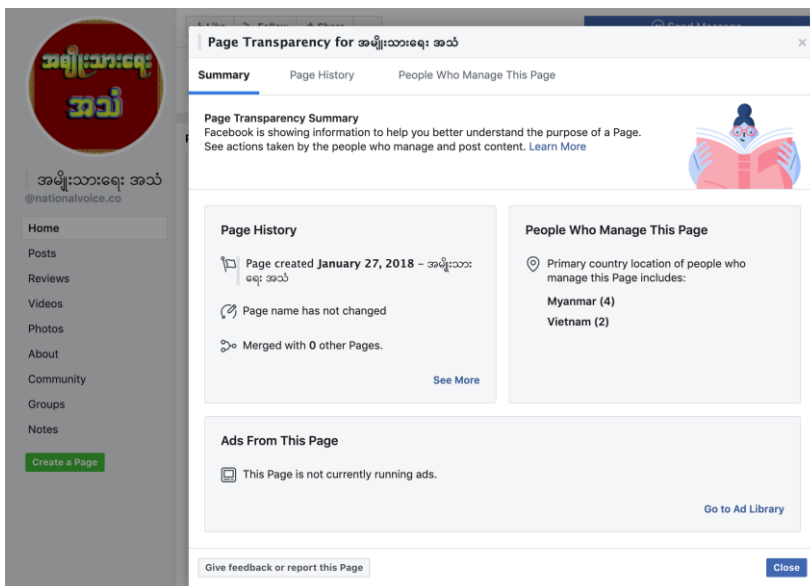 Like Follow Share ... Send Message
Page Transparency for အမျိုးသားရေး အသံ
Summary
Page History
People Who Manage This Page
Page Transparency Summary
Facebook is showing information to help you better understand the purpose of a Page.
See actions taken by the people who manage and post content. Learn More
အမျိုးသားရေး
အသံ
အမျိုးသားရေး အသံ
@nationalvoice.co
Home
Posts
Reviews
Videos
Photos
About
Community
Groups
Notes
Create a Page
Page History
Page created January 27, 2018 – အမျိုးသား
ရေး အသံ
Page name has not changed
Merged with 0 other Pages.
See More
People Who Manage This Page
Primary country location of people who
manage this Page includes:
Myanmar (4)
Vietnam (2)
Ads From This Page
This Page is not currently running ads.
Go to Ad Library
Give feedback or report this Page
Close